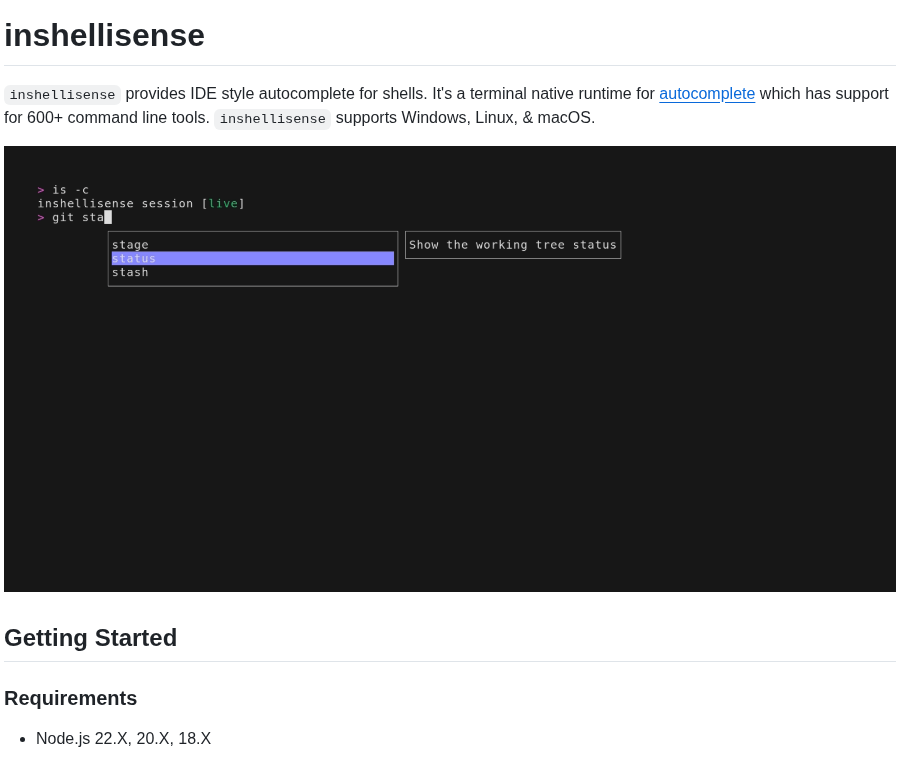 inshellisense
inshellisense provides IDE style autocomplete for shells. It's a terminal native runtime for autocomplete which has support
for 600+ command line tools. inshellisense supports Windows, Linux, & macOS.
> is -c
inshellisense session [live]
> git sta
stage
status
stash
Show the working tree status
Getting Started
Requirements
• Node.js 22.X, 20.X, 18.X